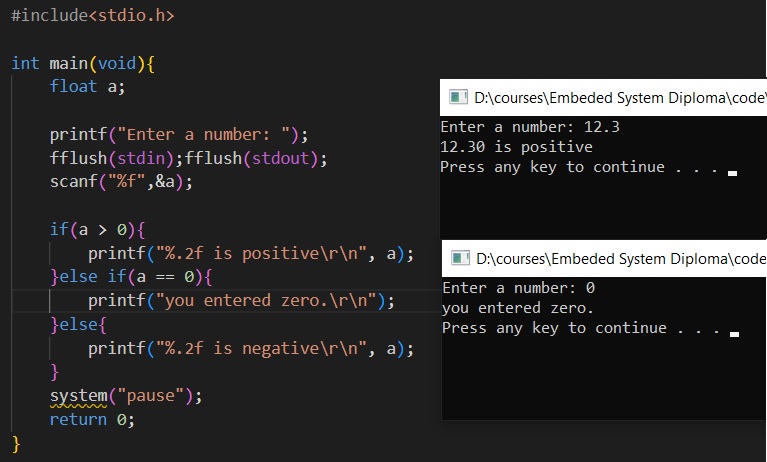 #include<stdio.h>
int main(void){
float a;
printf("Enter a number: ");
fflush(stdin);fflush(stdout);
scanf("%f",&a);
if(a > 0){
printf("%.2f is positive\r\n", a);
}else if(a == 0){
printf("you entered zero.\r\n");
}else{
printf("%.2f is negative\r\n", a);
}
system("pause");
return 0;
}
D:\courses\Embeded System Diploma\code\
Enter a number: 12.3
12.30 is positive
Press any key to continue . . .
D:\courses\Embeded System Diploma\code
Enter a number: 0
you entered zero.
Press any key to continue . . .